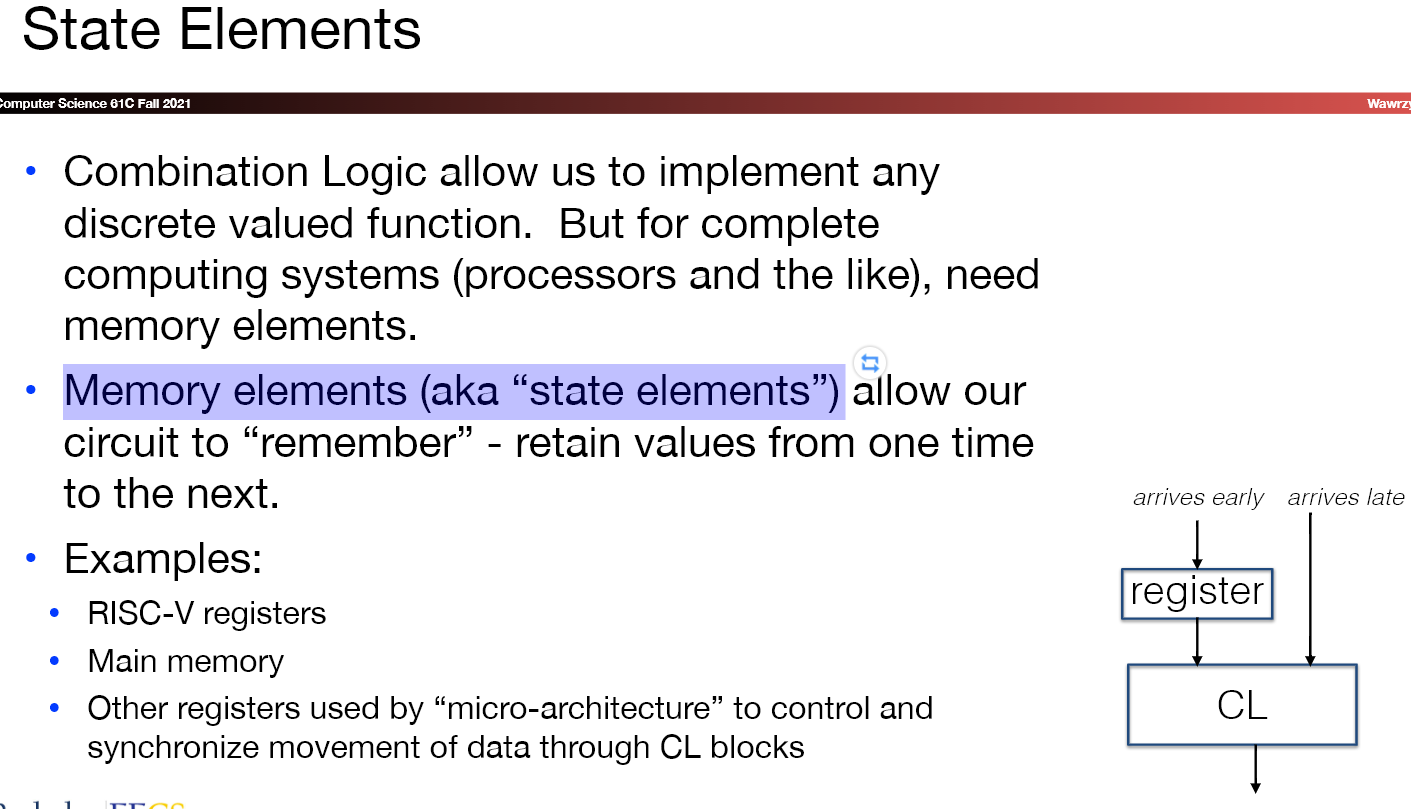 State Elements
Computer Science 61C Fall 2021
• Combination Logic allow us to implement any
discrete valued function. But for complete
computing systems (processors and the like), need
memory elements.
• Memory elements (aka “state elements”) allow our
circuit to “remember” - retain values from one time
to the next.
• Examples:
• RISC-V registers
• Main memory
• Other registers used by “micro-architecture” to control and
synchronize movement of data through CL blocks
arrives early arrives late
register
CL